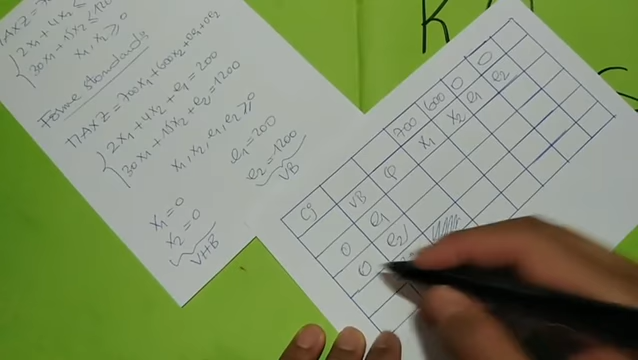 2x1 + 4x2 ≤
30x1 + 15x2 ≤ 120
x1, x2 ≥ 0
Forme standard
MAX Z = 700x1 + 600x2 + 0e1 + 0e2
2x1 + 4x2 + e1 = 200
30x1 + 15x2 + e2 = 1200
x1, x2, e1, e2 ≥ 0
e1 = 200
e2 = 1200
VB
x1 = 0
x2 = 0
VHB
700 600 0 0
Cj VB Q x1 x2 e1 e2
0 e1
0 e2